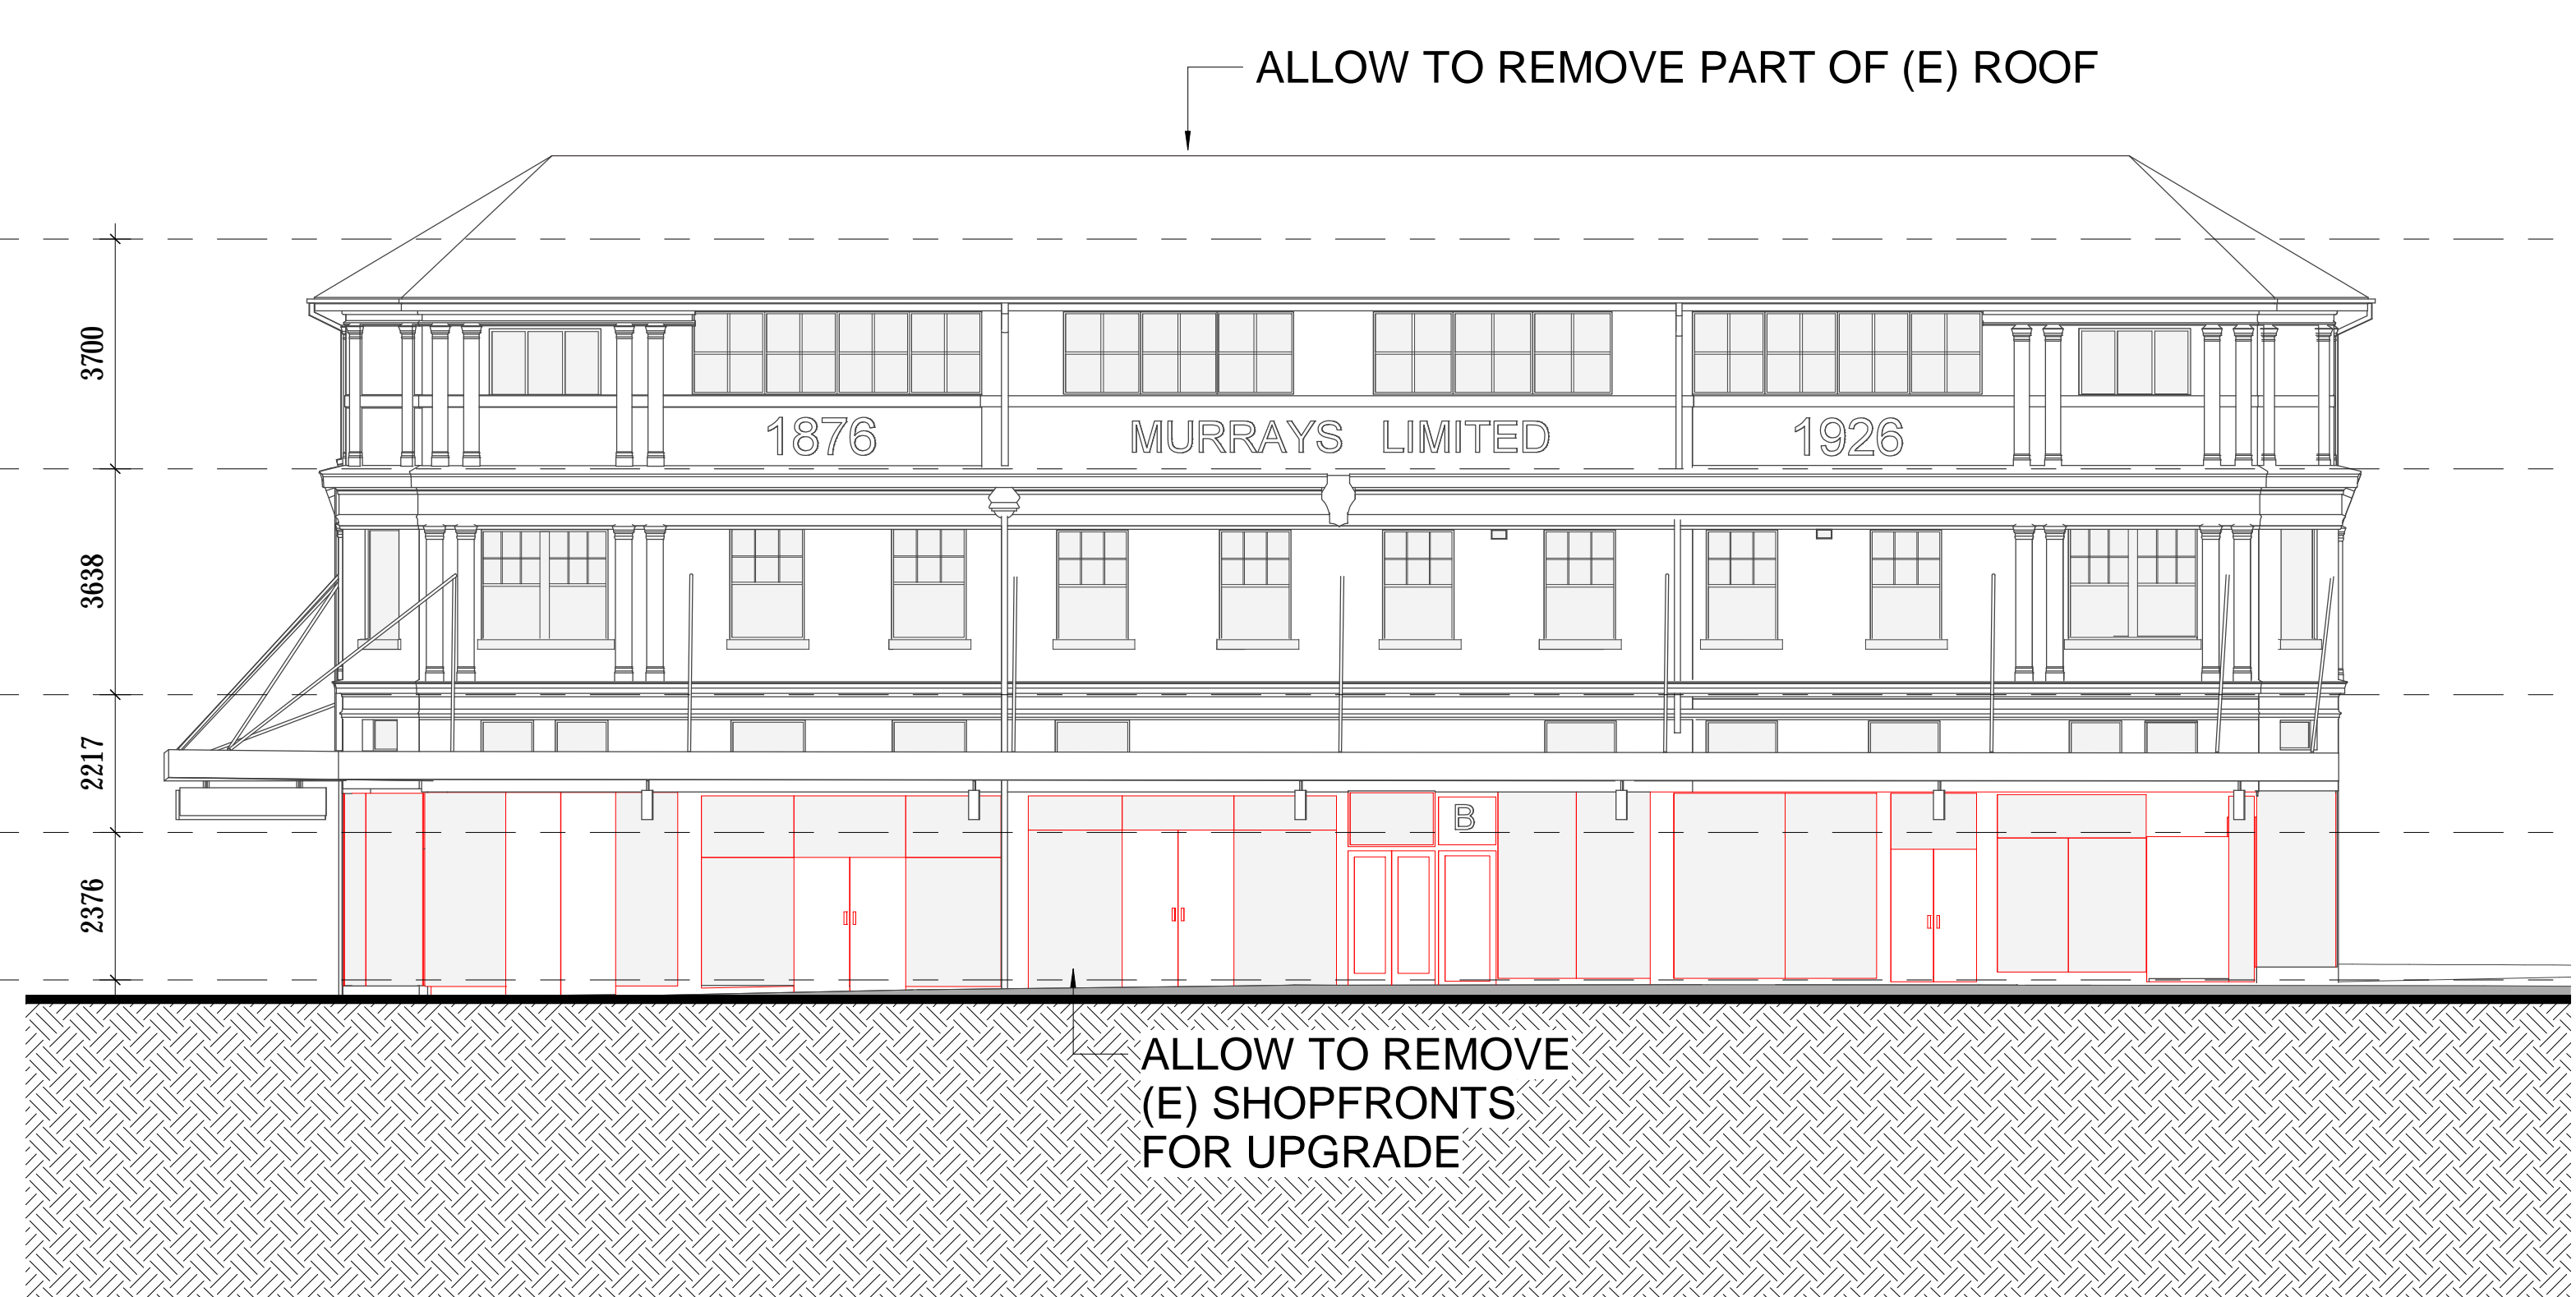 ALLOW TO REMOVE PART OF (E) ROOF
3700
1876 MURRAYS LIMITED 1926
3638
2217
B
2376
ALLOW TO REMOVE
(E) SHOPFRONTS
FOR UPGRADE